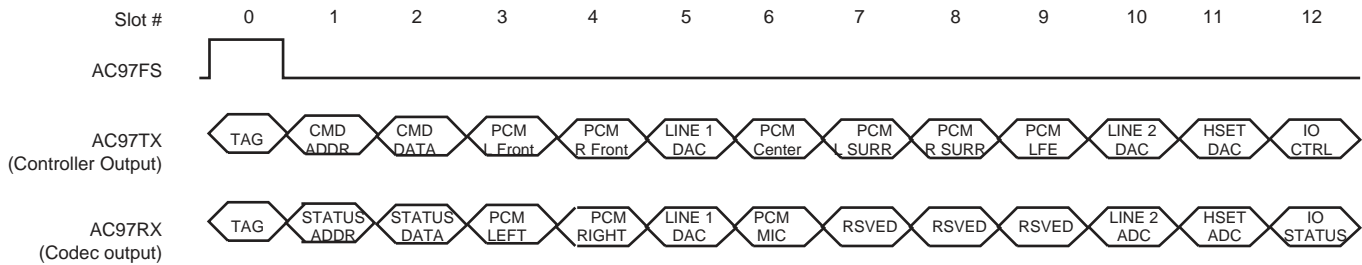 Slot # 0 1 2 3 4 5 6 7 8 9 10 11 12
AC97FS
AC97TX
(Controller Output)
TAG
CMD
ADDR
CMD
DATA
PCM
L Front
PCM
R Front
LINE 1
DAC
PCM
Center
PCM
L SURR
PCM
R SURR
PCM
LFE
LINE 2
DAC
HSET
DAC
IO
CTRL
AC97RX
(Codec output)
TAG
STATUS
ADDR
STATUS
DATA
PCM
LEFT
PCM
RIGHT
LINE 1
DAC
PCM
MIC
RSVED
RSVED
RSVED
LINE 2
ADC
HSET
ADC
IO
STATUS